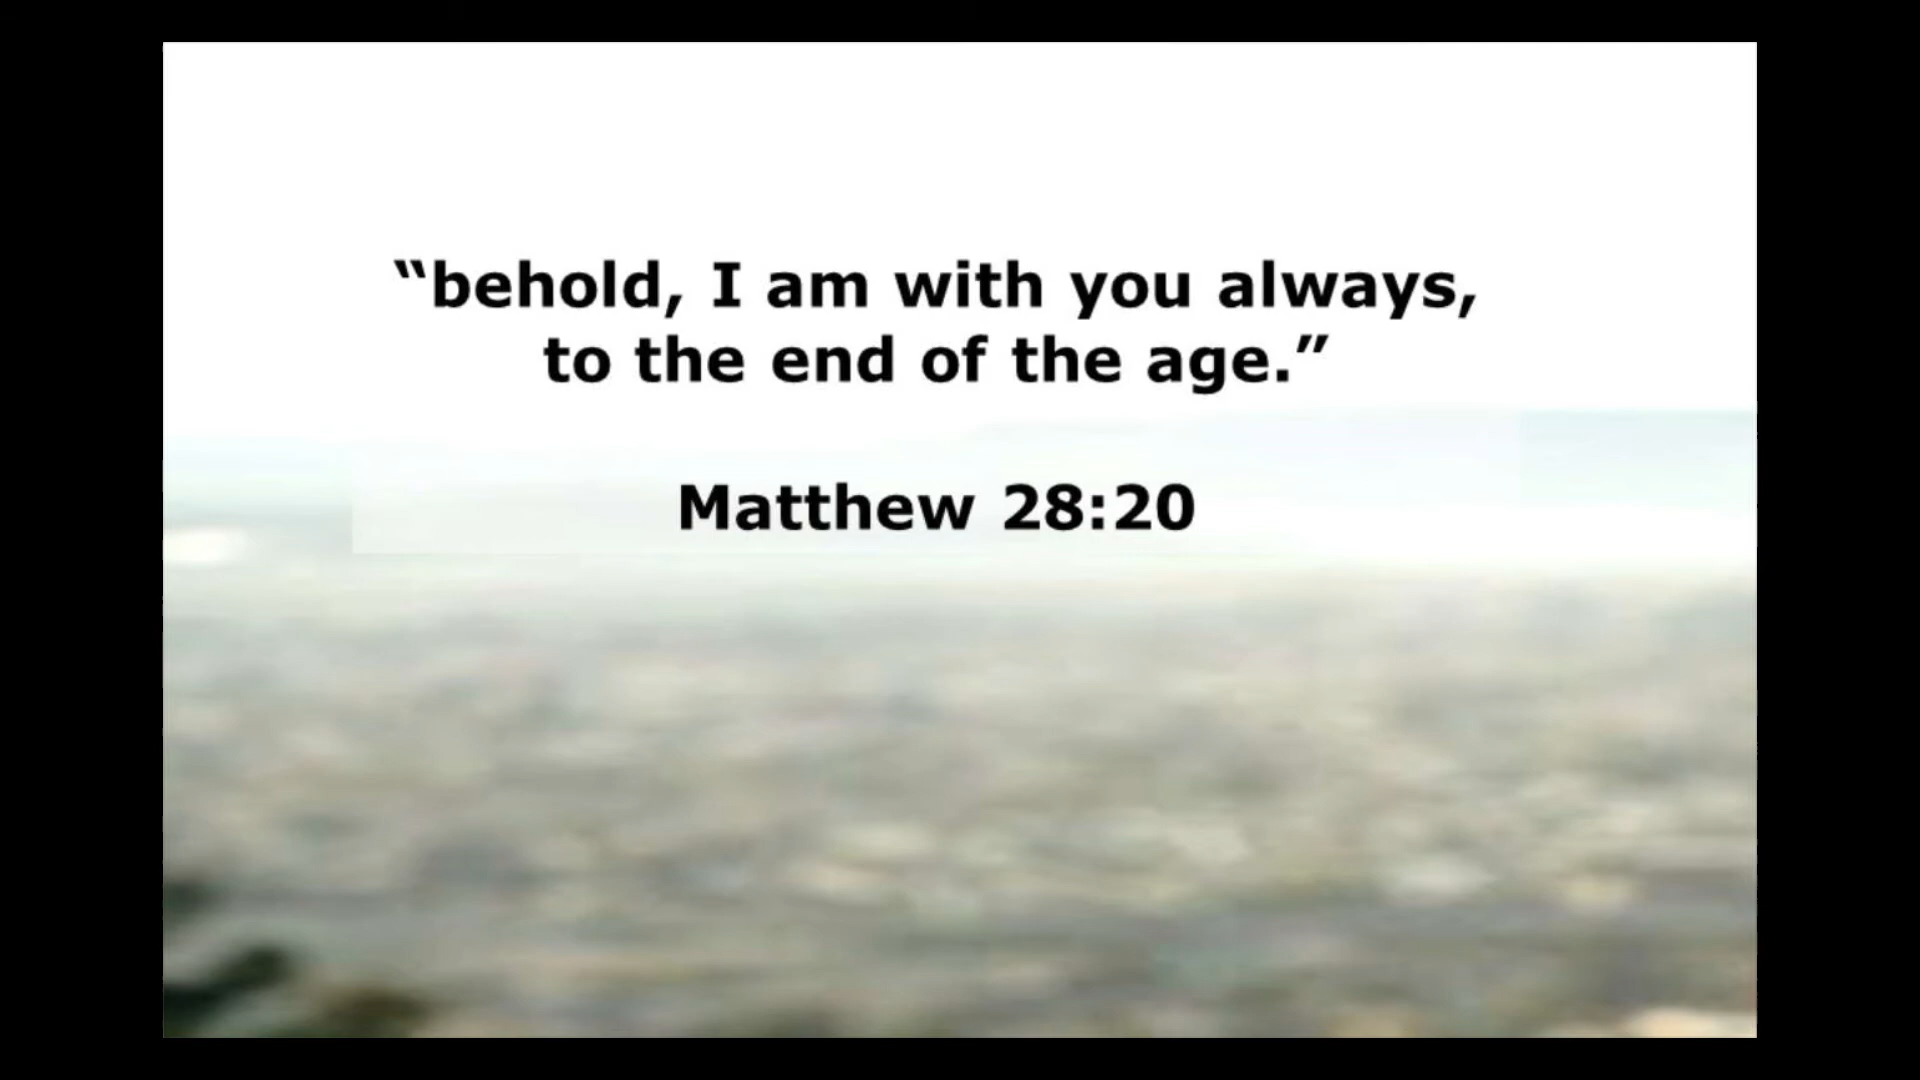 “behold, I am with you always,
to the end of the age.”
Matthew 28:20